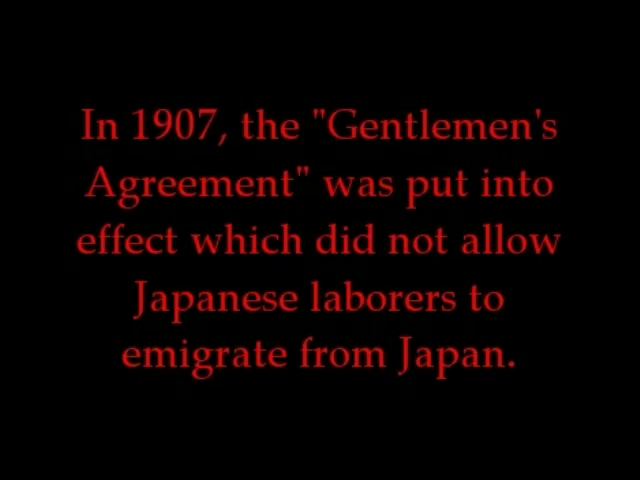 In 1907, the "Gentlemen's
Agreement" was put into
effect which did not allow
Japanese laborers to
emigrate from Japan.